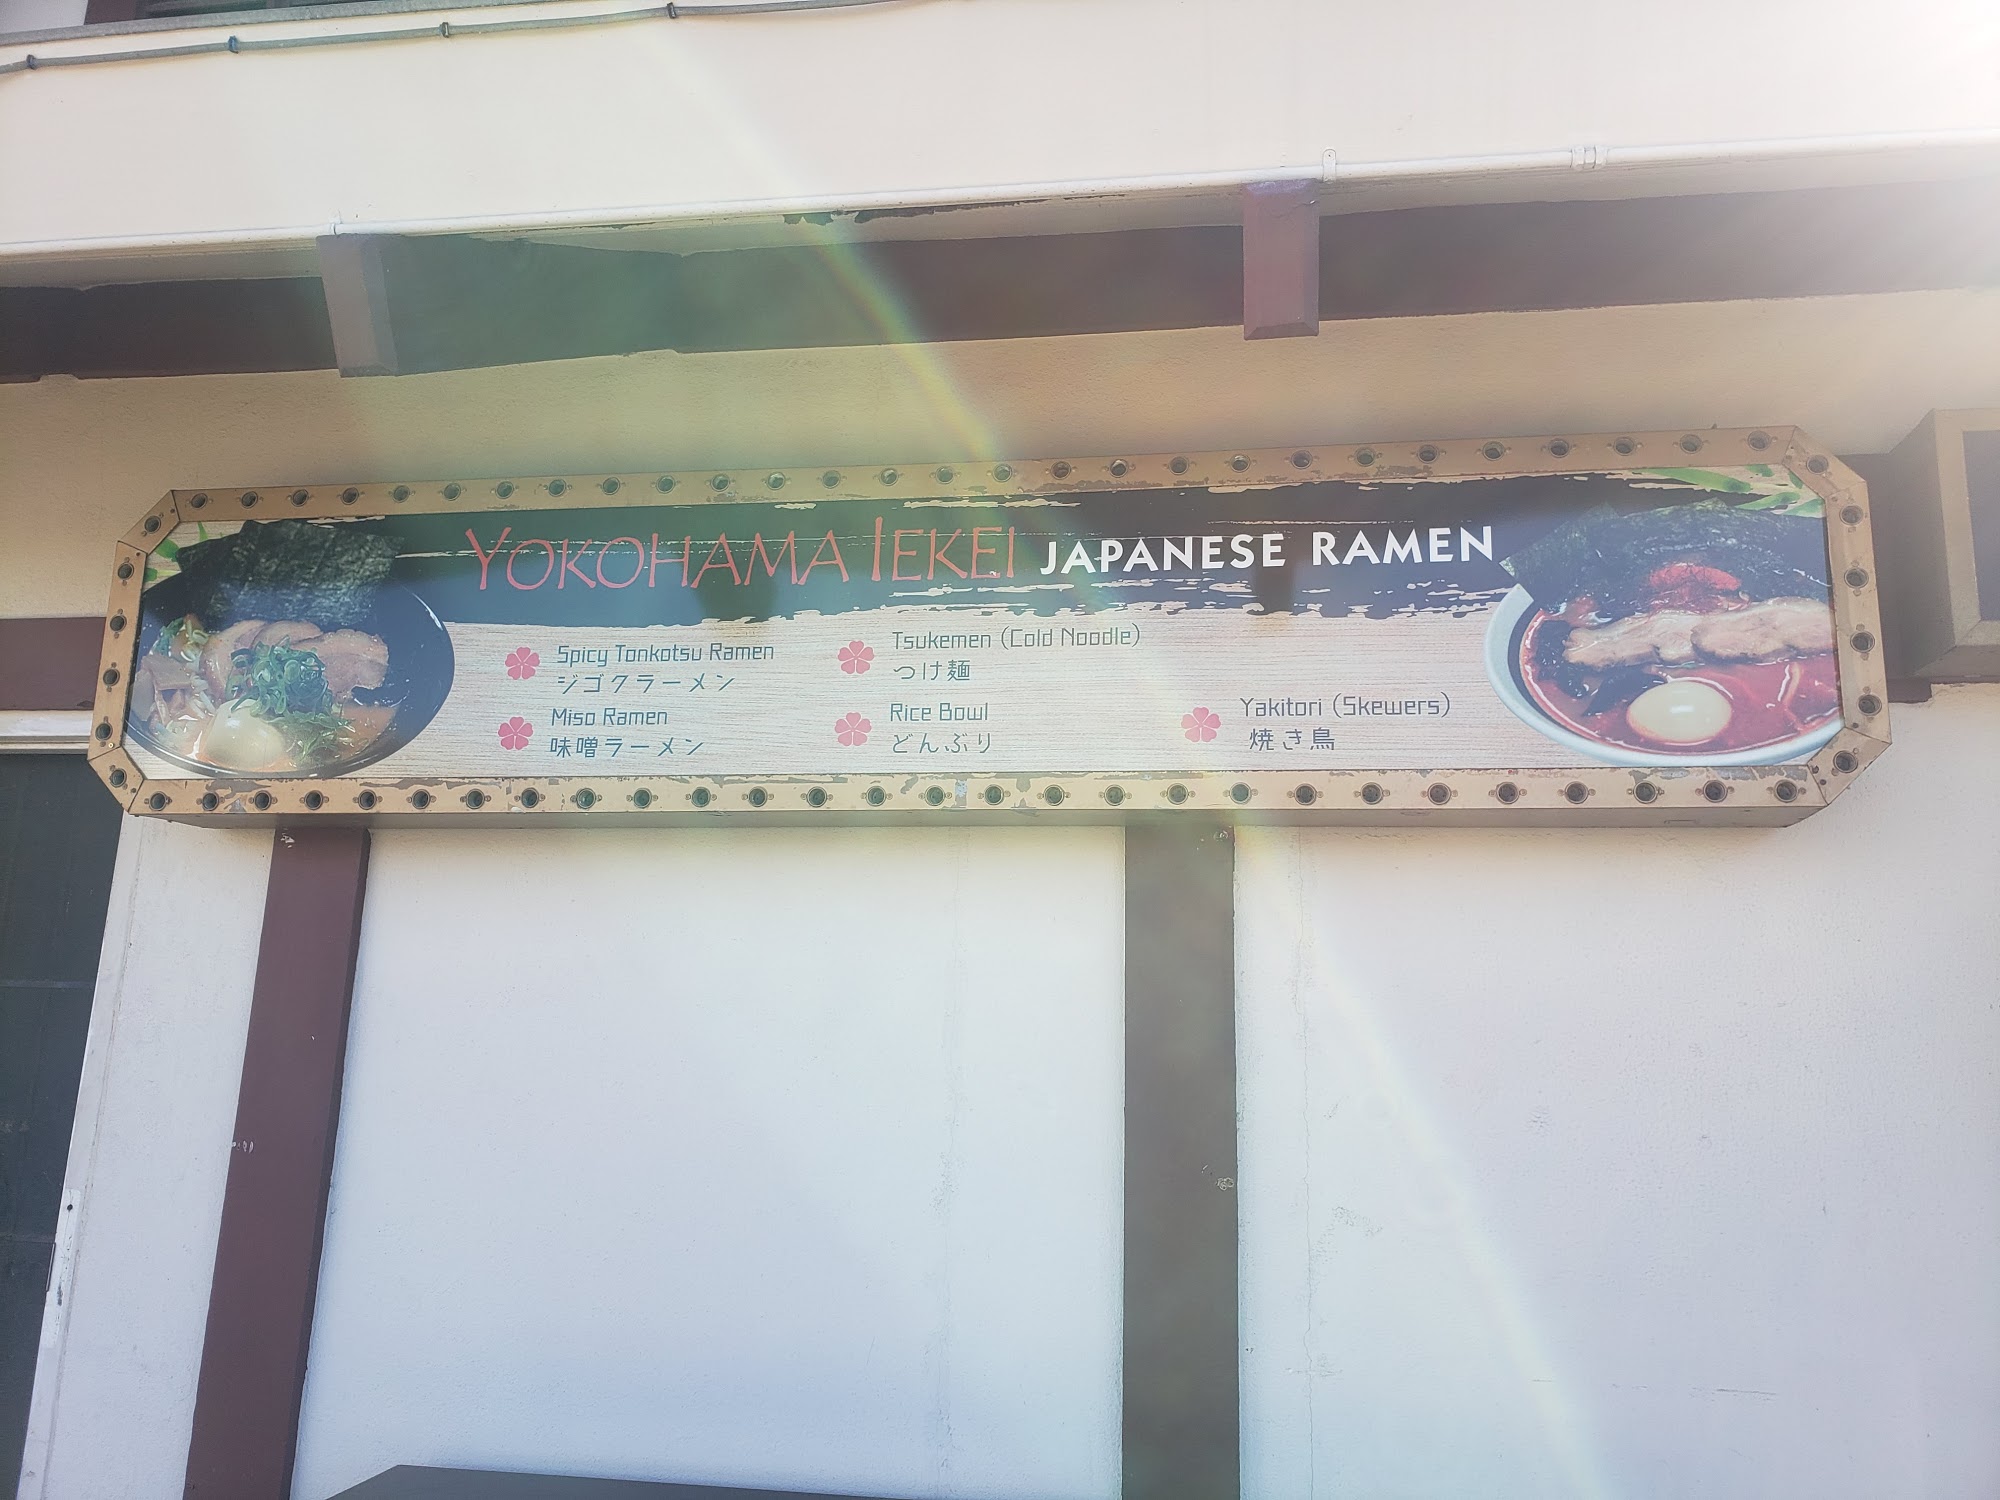 YOKOHAMA IEKEI JAPANESE RAMEN
Spicy Tonkotsu Ramen
ジゴクラーメン
Miso Ramen
味噌ラーメン
Tsukemen (Cold Noodle)
つけ麺
Rice Bowl
どんぶり
Yakitori (Skewers)
焼き鳥